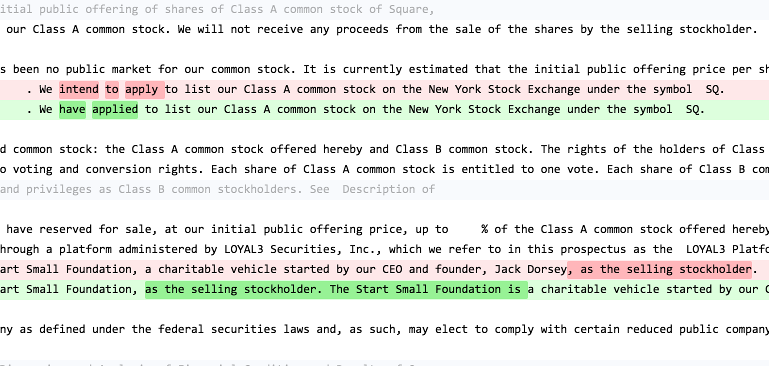 itial public offering of shares of Class A common stock of Square,
our Class A common stock. We will not receive any proceeds from the sale of the shares by the selling stockholder.
s been no public market for our common stock. It is currently estimated that the initial public offering price per sh
. We intend to apply to list our Class A common stock on the New York Stock Exchange under the symbol SQ.
. We have applied to list our Class A common stock on the New York Stock Exchange under the symbol SQ.
d common stock: the Class A common stock offered hereby and Class B common stock. The rights of the holders of Class
o voting and conversion rights. Each share of Class A common stock is entitled to one vote. Each share of Class B com
and privileges as Class B common stockholders. See Description of
have reserved for sale, at our initial public offering price, up to % of the Class A common stock offered hereby
hrough a platform administered by LOYAL3 Securities, Inc., which we refer to in this prospectus as the LOYAL3 Platfo
art Small Foundation, a charitable vehicle started by our CEO and founder, Jack Dorsey, as the selling stockholder.
art Small Foundation, as the selling stockholder. The Start Small Foundation is a charitable vehicle started by our C
ny as defined under the federal securities laws and, as such, may elect to comply with certain reduced public company